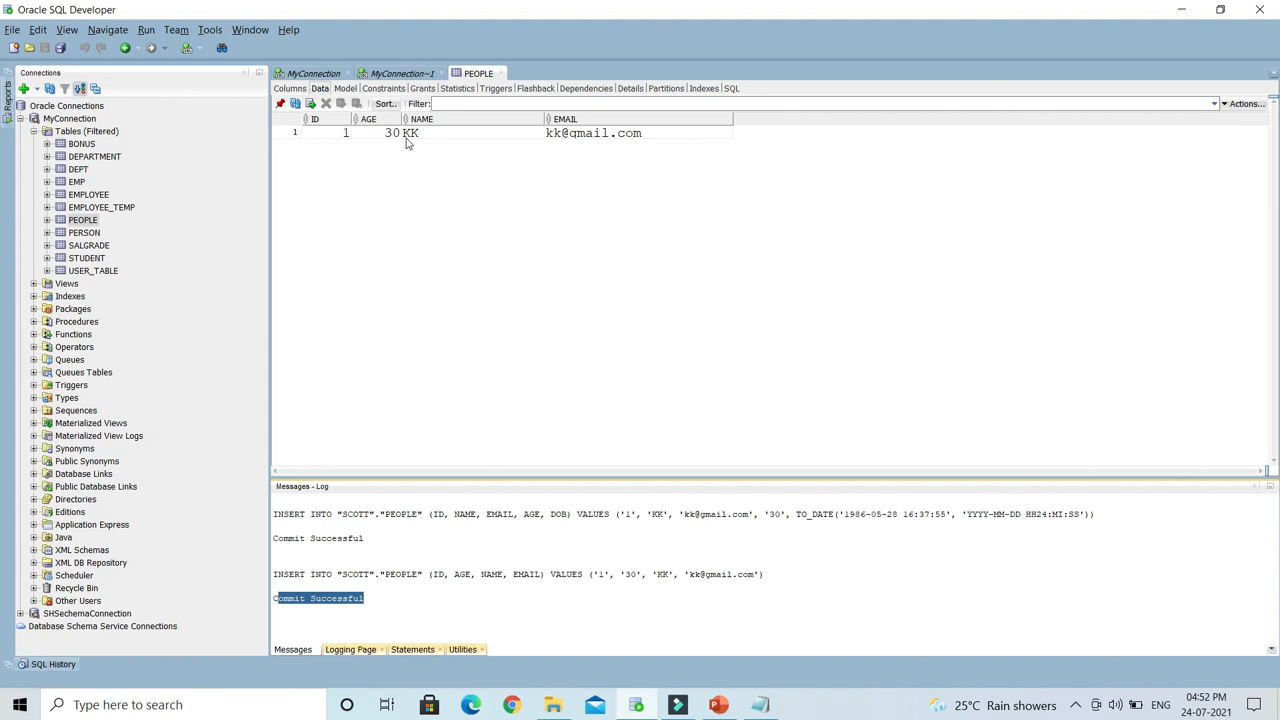 Oracle SQL Developer
File Edit View Navigate Run Team Tools Window Help
Connections
MyConnection MyConnection~1 PEOPLE
Reports
Columns Data Model Constraints Grants Statistics Triggers Flashback Dependencies Details Partitions Indexes SQL
Sort.. Filter: Actions...
ID AGE NAME EMAIL
1 1 30 KK kk@gmail.com
Oracle Connections
MyConnection
Tables (Filtered)
BONUS
DEPARTMENT
DEPT
EMP
EMPLOYEE
EMPLOYEE_TEMP
PEOPLE
PERSON
SALGRADE
STUDENT
USER_TABLE
Views
Indexes
Packages
Procedures
Functions
Operators
Queues
Queues Tables
Triggers
Types
Sequences
Materialized Views
Materialized View Logs
Synonyms
Public Synonyms
Database Links
Public Database Links
Directories
Editions
Application Express
Java
XML Schemas
XML DB Repository
Scheduler
Recycle Bin
Other Users
SHSechemaConnection
Database Schema Service Connections
Messages - Log
INSERT INTO "SCOTT"."PEOPLE" (ID, NAME, EMAIL, AGE, DOB) VALUES ('1', 'KK', 'kk@gmail.com', '30', TO_DATE('1986-05-28 16:37:55', 'YYYY-MM-DD HH24:MI:SS'))
Commit Successful
INSERT INTO "SCOTT"."PEOPLE" (ID, AGE, NAME, EMAIL) VALUES ('1', '30', 'KK', 'kk@gmail.com')
Commit Successful
Messages Logging Page Statements Utilities
SQL History
Type here to search
25°C Rain showers
ENG
04:52 PM
24-07-2021